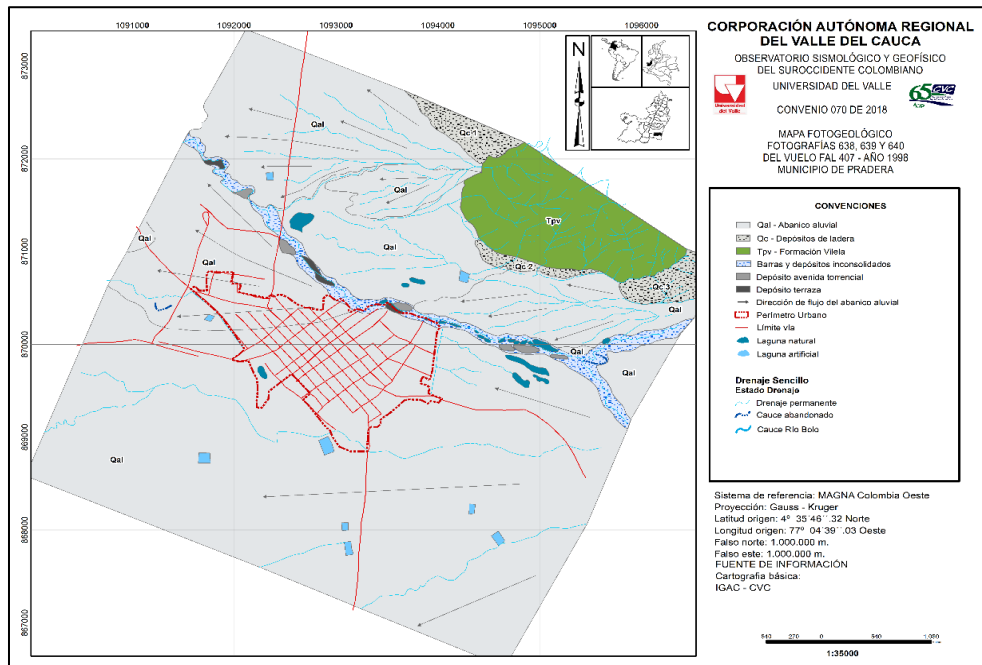 1091000 1092000 1093000 1094000 1095000 1096000
873000
872000
871000
870000
869000
868000
867000
N
Qal
Qc 1
Tpv
Qal
Qal
Qal
Qal
Qc 2
Qc 3
Qal
Qal
Qal
Qal
CORPORACIÓN AUTÓNOMA REGIONAL
DEL VALLE DEL CAUCA
OBSERVATORIO SISMOLÓGICO Y GEOFÍSICO
DEL SUROCCIDENTE COLOMBIANO
UNIVERSIDAD DEL VALLE
Universidad
del Valle
65 CVC
CONVENIO 070 DE 2018
MAPA FOTOGEOLÓGICO
FOTOGRAFÍAS 638, 639 Y 640
DEL VUELO FAL 407 - AÑO 1998
MUNICIPIO DE PRADERA
CONVENCIONES
Qal - Abanico aluvial
Qc - Depósitos de ladera
Tpv - Formación Vilela
Barras y depósitos inconsolidados
Depósito avenida torrencial
Depósito terraza
Dirección de flujo del abanico aluvial
Perímetro Urbano
Límite vía
Laguna natural
Laguna artificial
Drenaje Sencillo
Estado Drenaje
Drenaje permanente
Cauce abandonado
Cauce Río Bolo
Sistema de referencia: MAGNA Colombia Oeste
Proyección: Gauss - Kruger
Latitud origen: 4º 35´46´´.32 Norte
Longitud origen: 77º 04´39´´.03 Oeste
Falso norte: 1.000.000 m.
Falso este: 1.000.000 m.
FUENTE DE INFORMACIÓN
Cartografía básica:
IGAC - CVC
540 270 0 540 1.080
1:35000